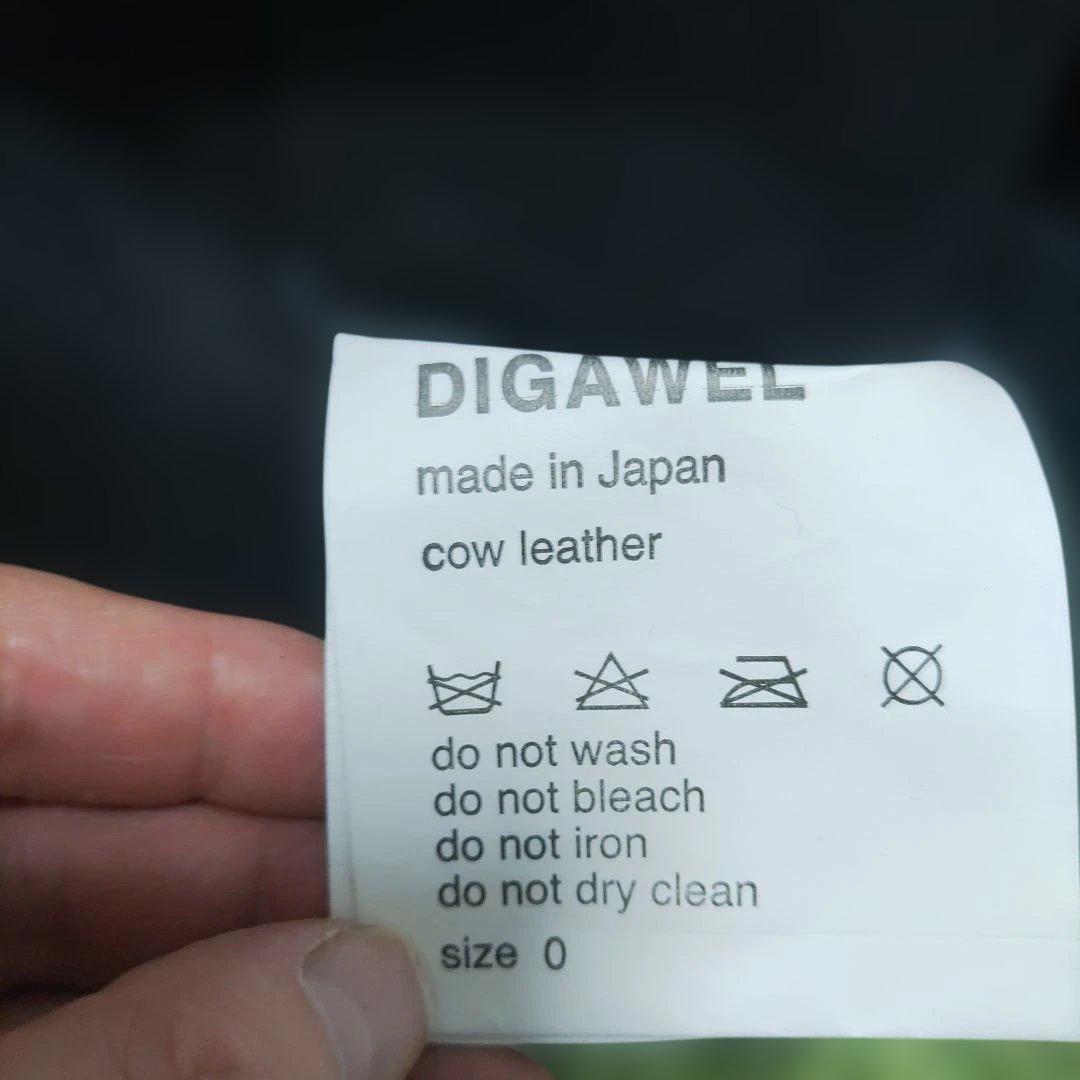 DIGAWEL
made in Japan
cow leather
do not wash
do not bleach
do not iron
do not dry clean
size 0